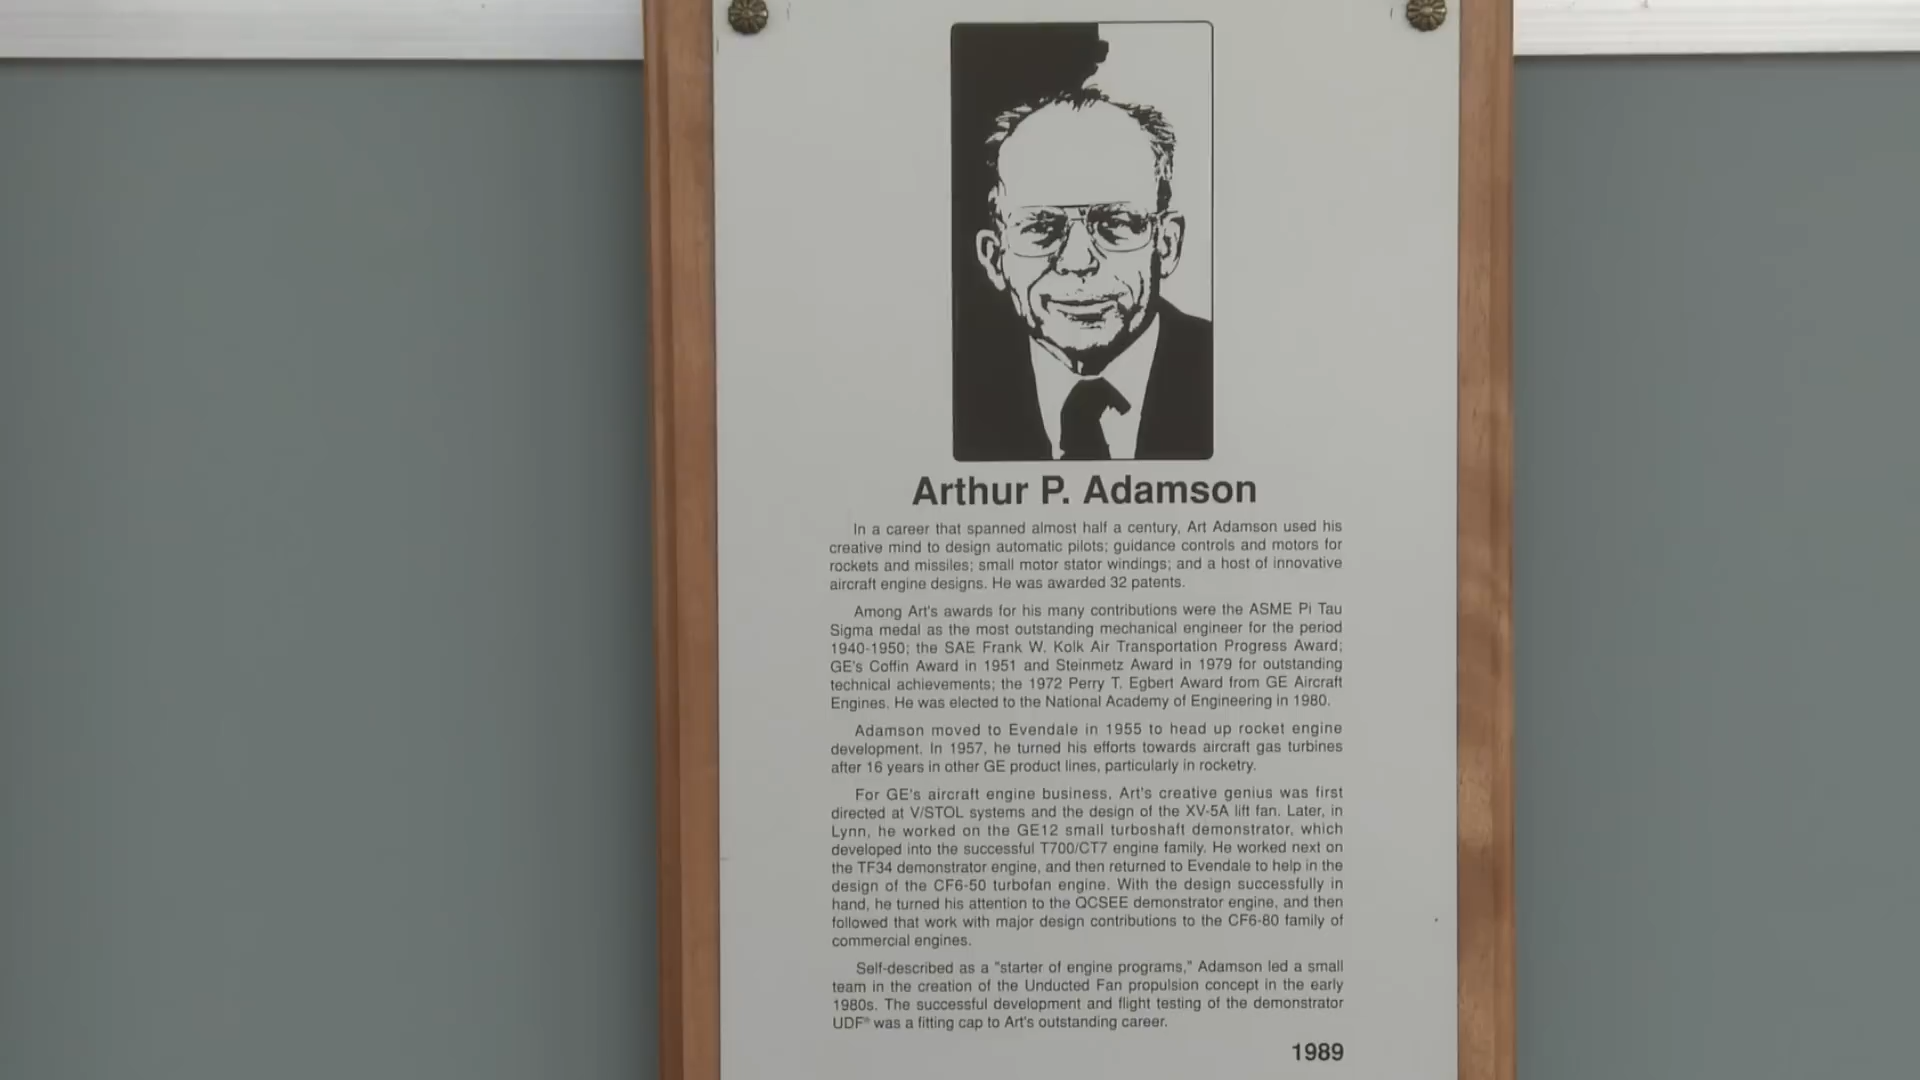 Arthur P. Adamson
In a career that spanned almost half a century, Art Adamson used his
creative mind to design automatic pilots; guidance controls and motors for
rockets and missiles; small motor stator windings; and a host of innovative
aircraft engine designs. He was awarded 32 patents.
Among Art's awards for his many contributions were the ASME Pi Tau
Sigma medal as the most outstanding mechanical engineer for the period
1940-1950; the SAE Frank W. Kolk Air Transportation Progress Award;
GE's Coffin Award in 1951 and Steinmetz Award in 1979 for outstanding
technical achievements; the 1972 Perry T. Egbert Award from GE Aircraft
Engines. He was elected to the National Academy of Engineering in 1980.
Adamson moved to Evendale in 1955 to head up rocket engine
development. In 1957, he turned his efforts towards aircraft gas turbines
after 16 years in other GE product lines, particularly in rocketry.
For GE's aircraft engine business, Art's creative genius was first
directed at V/STOL systems and the design of the XV-5A lift fan. Later, in
Lynn, he worked on the GE12 small turboshaft demonstrator, which
developed into the successful T700/CT7 engine family. He worked next on
the TF34 demonstrator engine, and then returned to Evendale to help in the
design of the CF6-50 turbofan engine. With the design successfully in
hand, he turned his attention to the QCSEE demonstrator engine, and then
followed that work with major design contributions to the CF6-80 family of
commercial engines.
Self-described as a "starter of engine programs," Adamson led a small
team in the creation of the Unducted Fan propulsion concept in the early
1980s. The successful development and flight testing of the demonstrator
UDF® was a fitting cap to Art's outstanding career.
1989